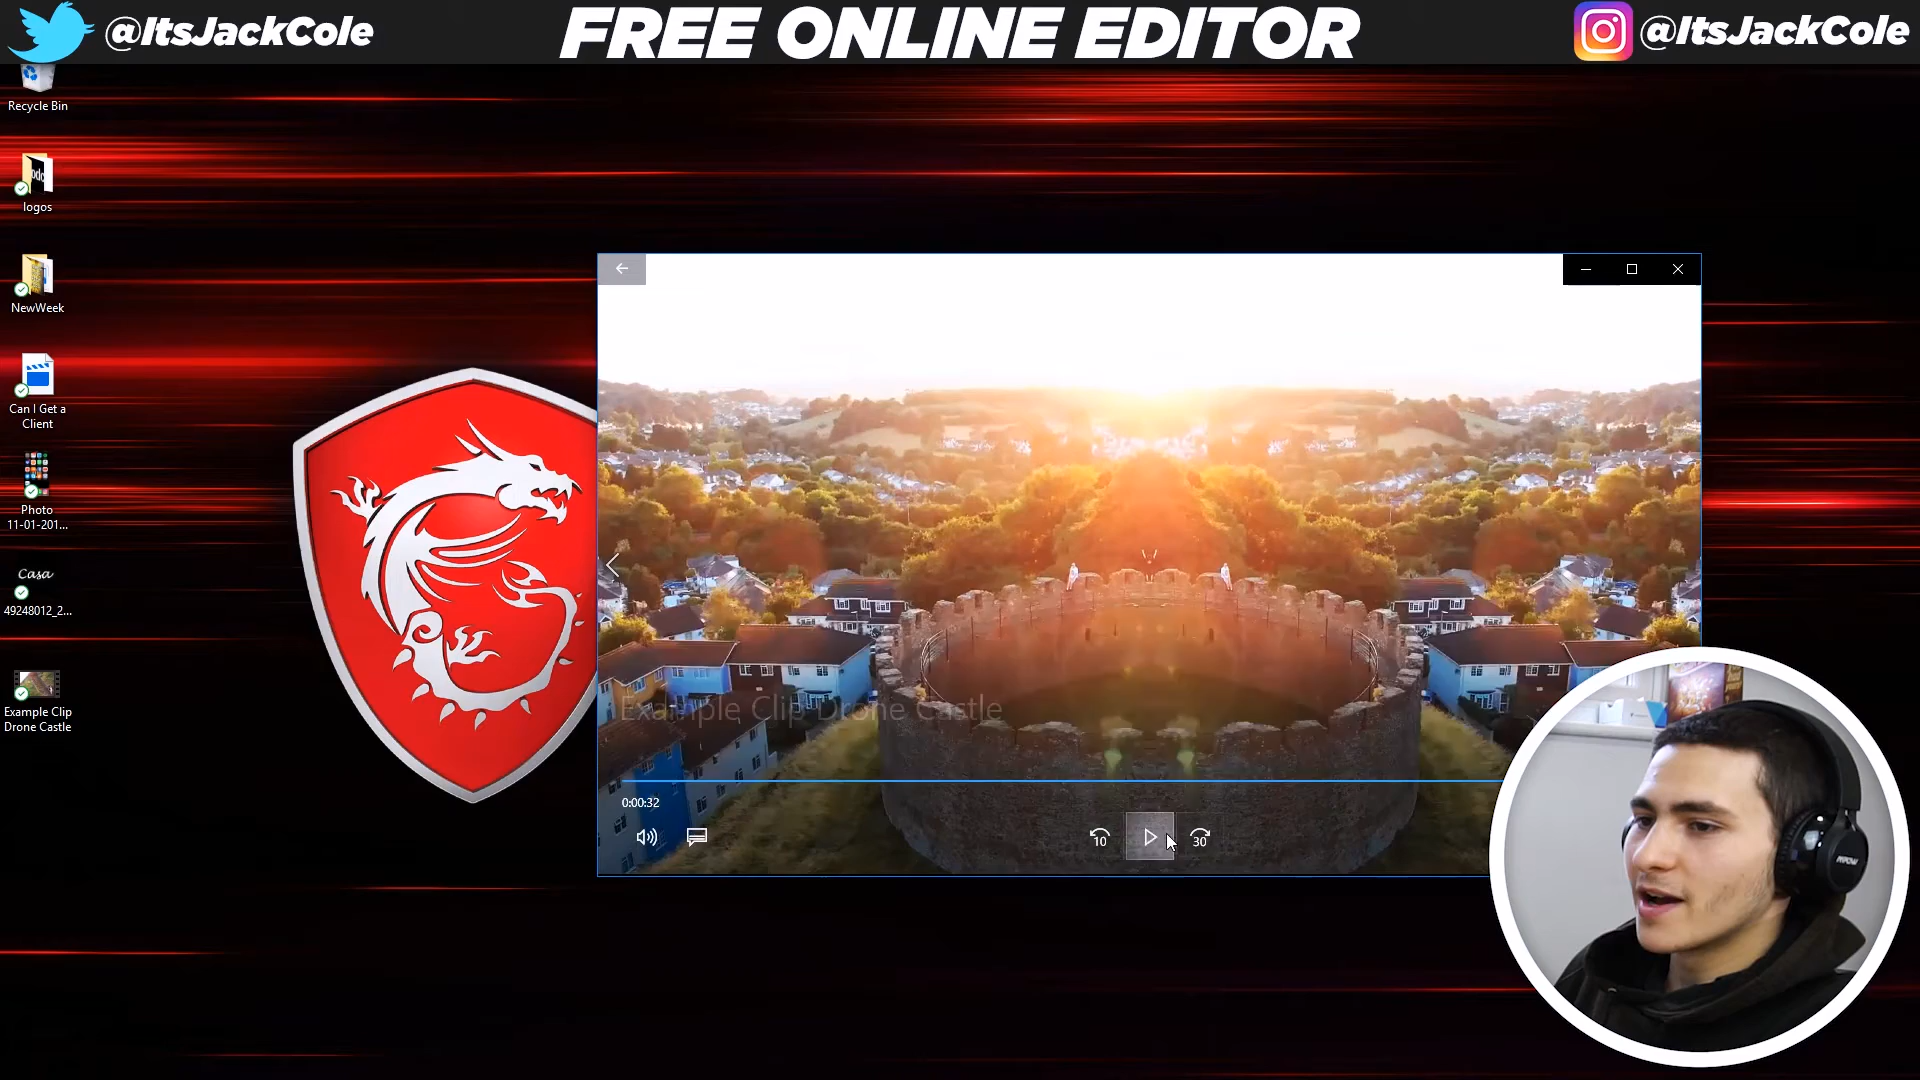 @ItsJackCole
FREE ONLINE EDITOR
@ItsJackCole
Recycle Bin
logos
NewWeek
Can I Get a
Client
Photo
11-01-201...
Casa
49248012_2...
Example Clip
Drone Castle
Example Clip Drone Castle
0:00:32
10
30
MPOW